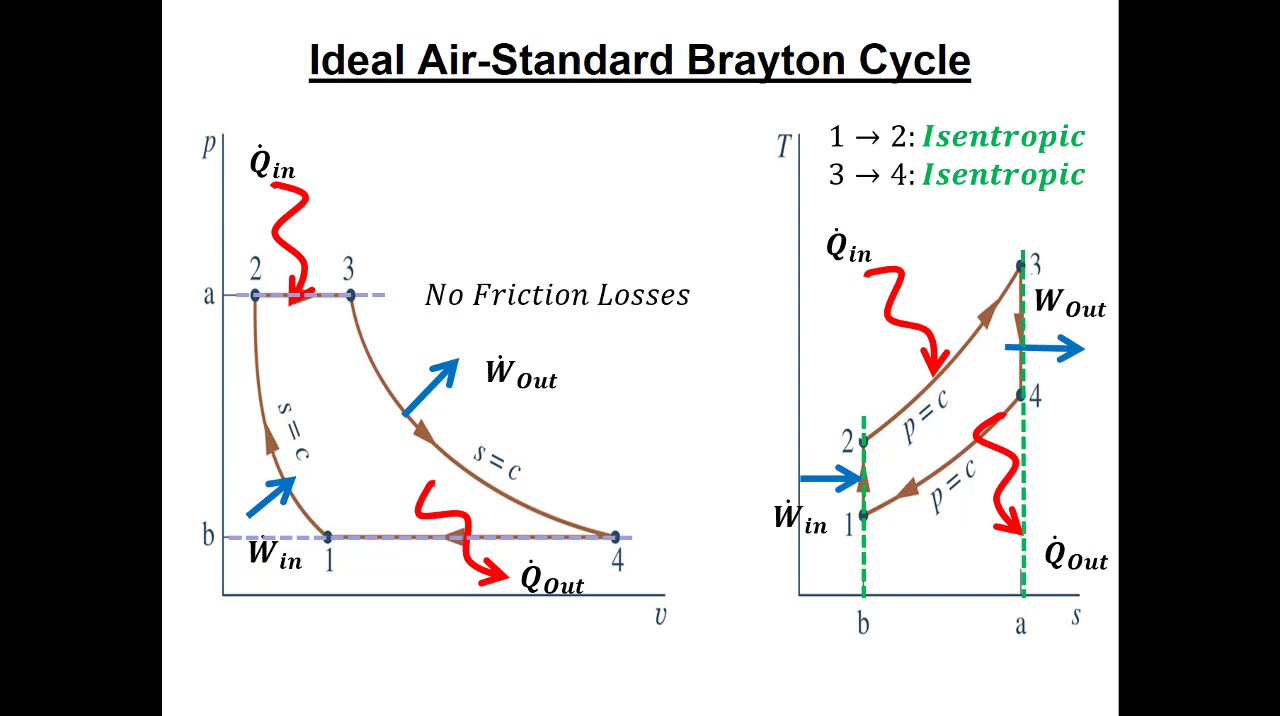 Ideal Air-Standard Brayton Cycle
p
Q̇in
2
3
a
No Friction Losses
ẆOut
s = c
s = c
b
Ẇin
1
4
Q̇Out
v
T
1 → 2: Isentropic
3 → 4: Isentropic
Q̇in
3
ẆOut
p = c
4
2
p = c
Ẇin
1
Q̇Out
b
a
s